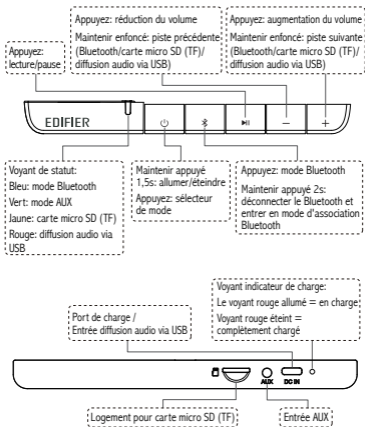 Appuyez: réduction du volume
Maintenir enfoncé: piste précédente
(Bluetooth/carte micro SD (TF)/
diffusion audio via USB)
Appuyez: augmentation du volume
Maintenir enfoncé: piste suivante
(Bluetooth/carte micro SD (TF)/
diffusion audio via USB)
Appuyez:
lecture/pause
EDIFIER
Voyant de statut:
Bleu: mode Bluetooth
Vert: mode AUX
Jaune: carte micro SD (TF)
Rouge: diffusion audio via
USB
Maintenir appuyé
1,5s: allumer/éteindre
Appuyez: sélecteur
de mode
Appuyez: mode Bluetooth
Maintenir appuyé 2s:
déconnecter le Bluetooth et
entrer en mode d'association
Bluetooth
Voyant indicateur de charge:
Le voyant rouge allumé = en charge
Voyant rouge éteint =
complètement chargé
Port de charge /
Entrée diffusion audio via USB
AUX
DC IN
Logement pour carte micro SD (TF)
Entrée AUX